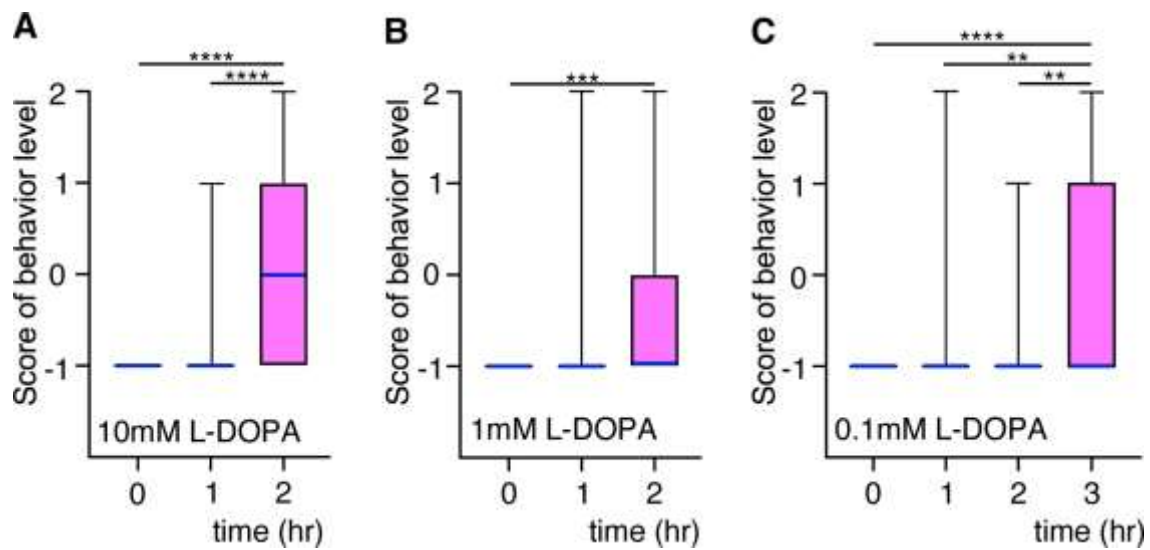 A
****
****
Score of behavior level
2
1
0
-1
10mM L-DOPA
0 1 2
time (hr)
B
***
Score of behavior level
2
1
0
-1
1mM L-DOPA
0 1 2
time (hr)
C
****
**
**
Score of behavior level
2
1
0
-1
0.1mM L-DOPA
0 1 2 3
time (hr)